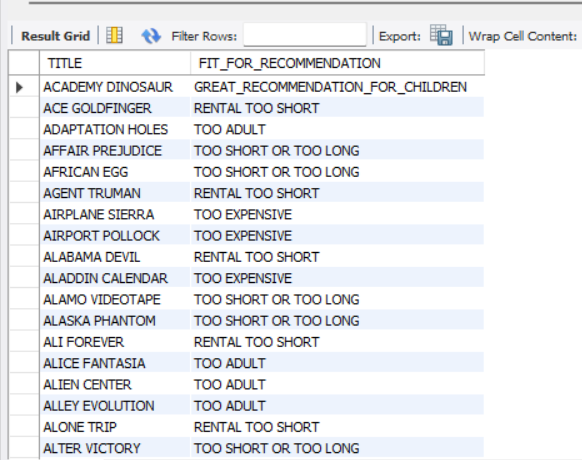 Result Grid Filter Rows: Export: Wrap Cell Content:
TITLE FIT_FOR_RECOMMENDATION
ACADEMY DINOSAUR GREAT_RECOMMENDATION_FOR_CHILDREN
ACE GOLDFINGER RENTAL TOO SHORT
ADAPTATION HOLES TOO ADULT
AFFAIR PREJUDICE TOO SHORT OR TOO LONG
AFRICAN EGG TOO SHORT OR TOO LONG
AGENT TRUMAN RENTAL TOO SHORT
AIRPLANE SIERRA TOO EXPENSIVE
AIRPORT POLLOCK TOO EXPENSIVE
ALABAMA DEVIL RENTAL TOO SHORT
ALADDIN CALENDAR TOO EXPENSIVE
ALAMO VIDEOTAPE TOO SHORT OR TOO LONG
ALASKA PHANTOM TOO SHORT OR TOO LONG
ALI FOREVER RENTAL TOO SHORT
ALICE FANTASIA TOO ADULT
ALIEN CENTER TOO ADULT
ALLEY EVOLUTION TOO ADULT
ALONE TRIP RENTAL TOO SHORT
ALTER VICTORY TOO SHORT OR TOO LONG